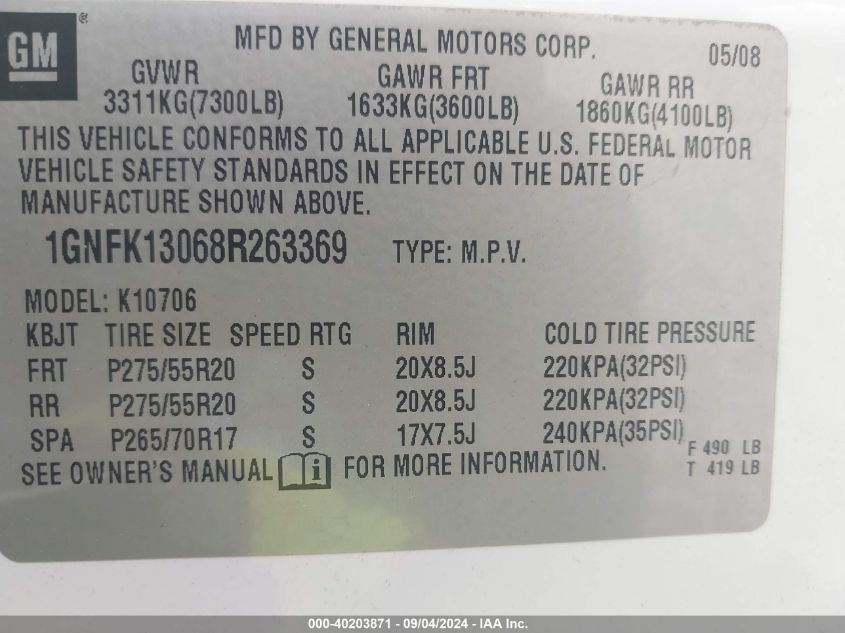 GM®
MFD BY GENERAL MOTORS CORP. 05/08
GVWR GAWR FRT GAWR RR
3311KG(7300LB) 1633KG(3600LB) 1860KG(4100LB)
THIS VEHICLE CONFORMS TO ALL APPLICABLE U.S. FEDERAL MOTOR
VEHICLE SAFETY STANDARDS IN EFFECT ON THE DATE OF
MANUFACTURE SHOWN ABOVE.
1GNFK13068R263369 TYPE: M.P.V.
MODEL: K10706
KBJT TIRE SIZE SPEED RTG RIM COLD TIRE PRESSURE
FRT P275/55R20 S 20X8.5J 220KPA(32PSI)
RR P275/55R20 S 20X8.5J 220KPA(32PSI)
SPA P265/70R17 S 17X7.5J 240KPA(35PSI)
F 490 LB
SEE OWNER'S MANUAL i FOR MORE INFORMATION.
T 419 LB
000-40203871 - 09/04/2024 - IAA Inc.